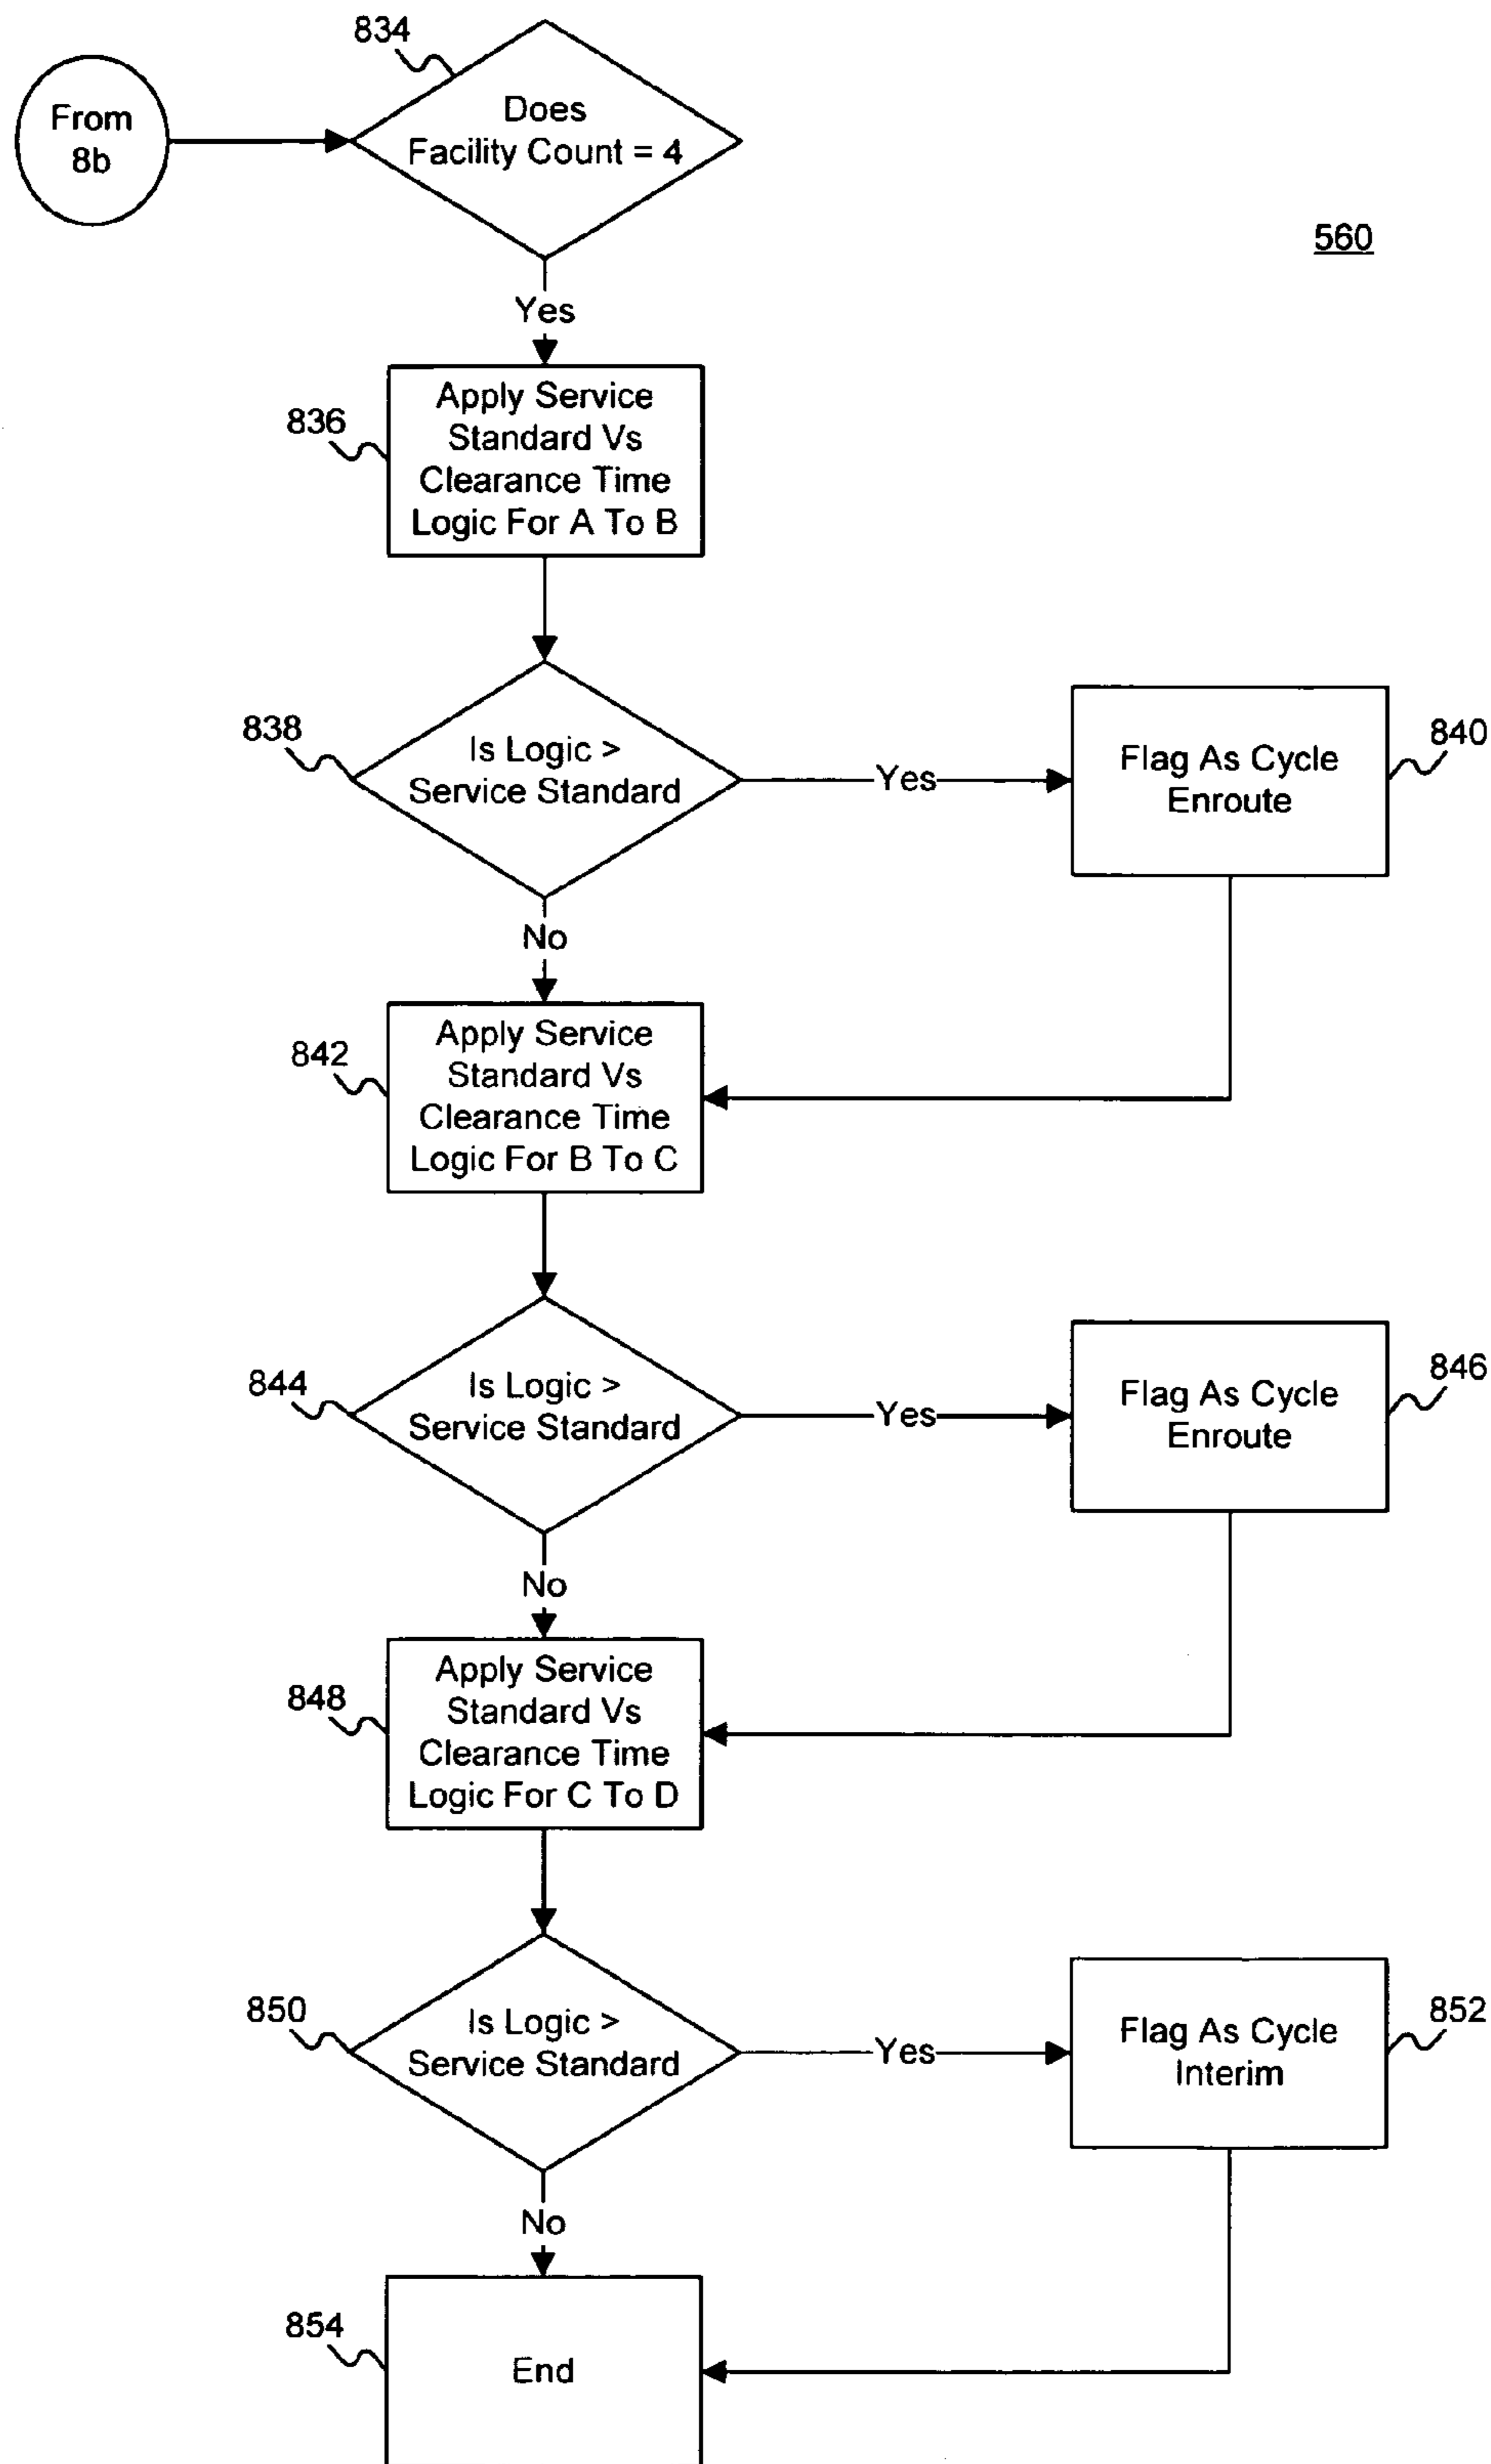 834
From
8b
Does
Facility Count = 4
560
Yes
836
Apply Service
Standard Vs
Clearance Time
Logic For A To B
838
Is Logic >
Service Standard
Yes
Flag As Cycle
Enroute
840
No
842
Apply Service
Standard Vs
Clearance Time
Logic For B To C
844
Is Logic >
Service Standard
Yes
Flag As Cycle
Enroute
846
No
848
Apply Service
Standard Vs
Clearance Time
Logic For C To D
850
Is Logic >
Service Standard
Yes
Flag As Cycle
Interim
852
No
854
End